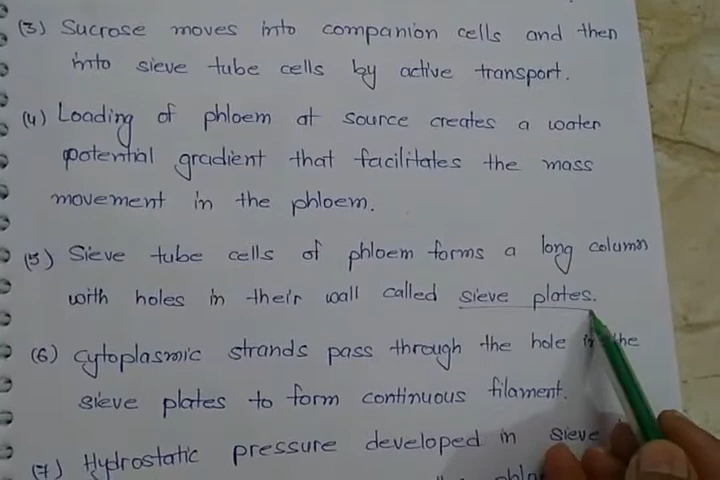 (3) Sucrose moves into companion cells and then
into sieve tube cells by active transport.
(4) Loading of phloem at source creates a water
potential gradient that facilitates the mass
movement in the phloem.
(5) Sieve tube cells of phloem forms a long column
with holes in their wall called sieve plates.
(6) Cytoplasmic strands pass through the hole in the
sieve plates to form continuous filament.
(7) Hydrostatic pressure developed in sieve